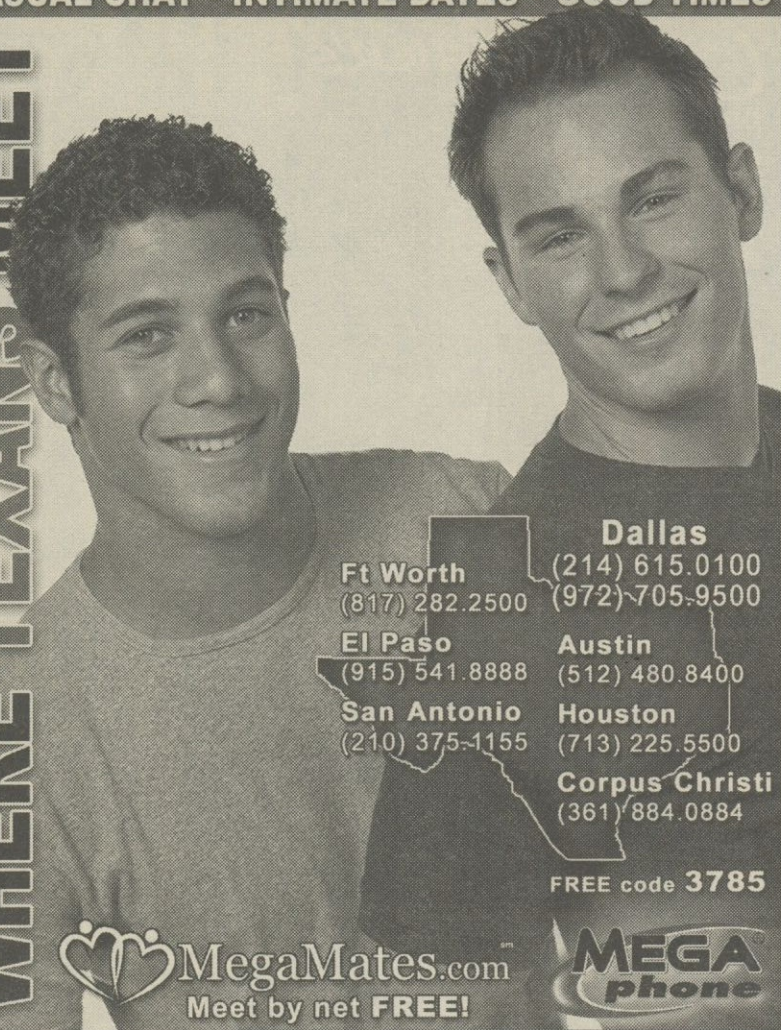 CASUAL CHAT INTIMATE DATES GOOD TIMES
WHERE TEXANS MEET
Dallas
(214) 615.0100
(972) 705.9500
Ft Worth
(817) 282.2500
El Paso
(915) 541.8888
Austin
(512) 480.8400
San Antonio
(210) 375.1155
Houston
(713) 225.5500
Corpus Christi
(361) 884.0884
FREE code 3785
MegaMates.com℠
Meet by net FREE!
MEGA
phone